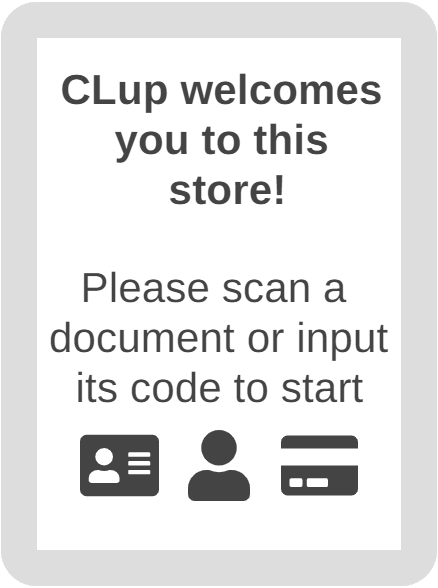 CLup welcomes
you to this
store!
Please scan a
document or input
its code to start